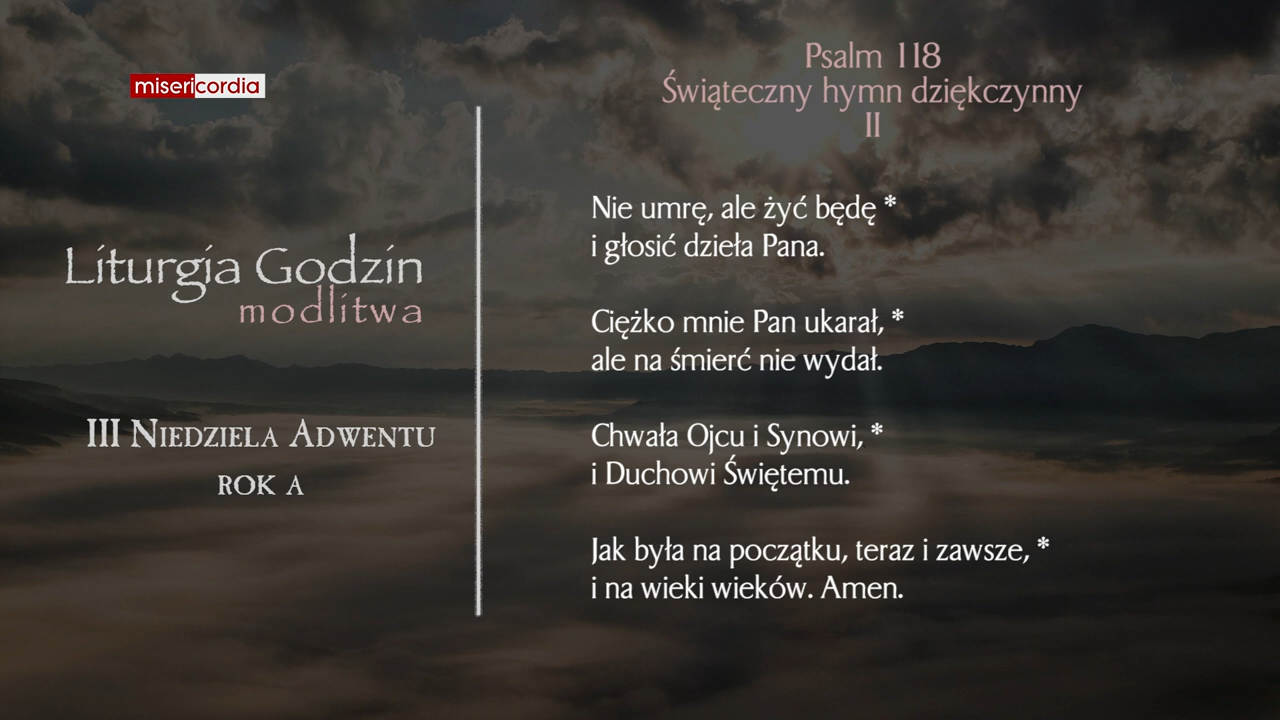 misericordia
Liturgia Godzin
modlitwa
III Niedziela Adwentu
rok A
Psalm 118
Świąteczny hymn dziękczynny
II
Nie umrę, ale żyć będę *
i głosić dzieła Pana.
Ciężko mnie Pan ukarał, *
ale na śmierć nie wydał.
Chwała Ojcu i Synowi, *
i Duchowi Świętemu.
Jak była na początku, teraz i zawsze, *
i na wieki wieków. Amen.